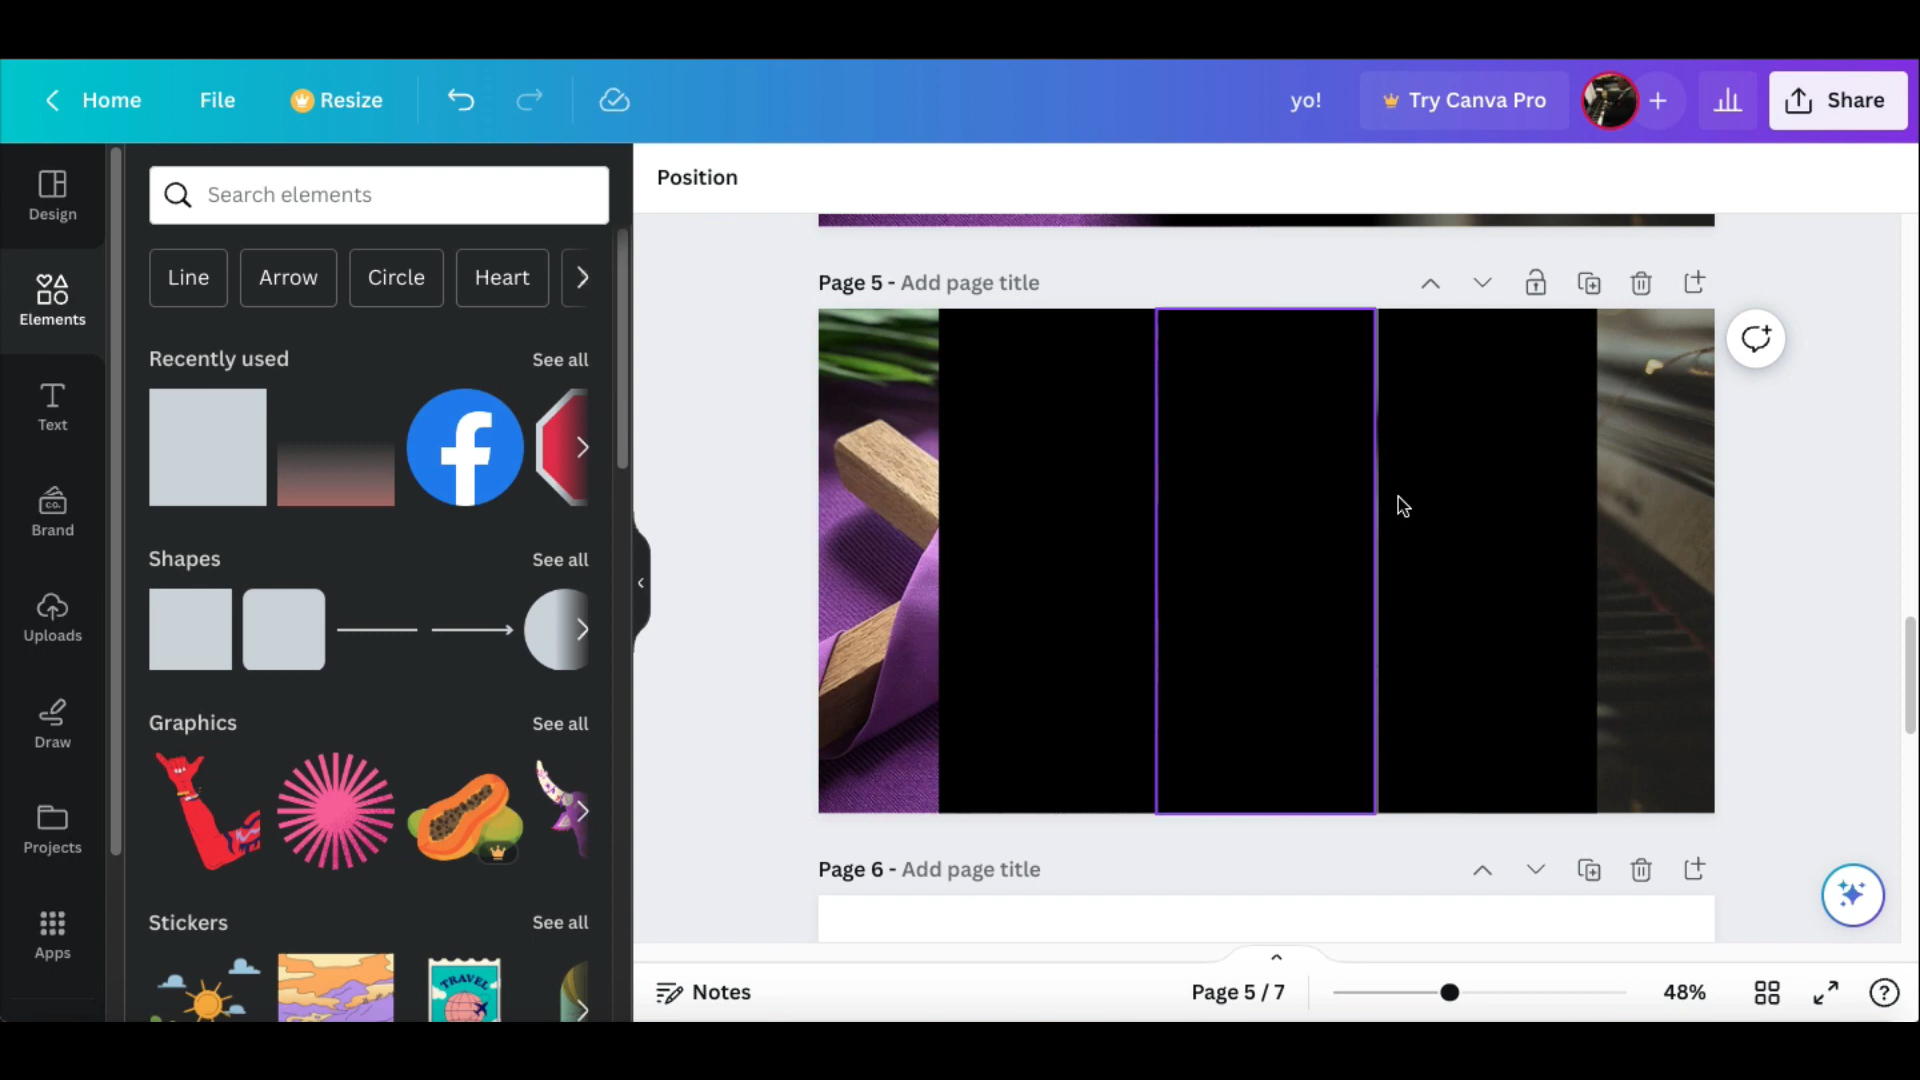 Home File Resize yo! Try Canva Pro + Share
Design
Elements
Text
Brand
CO.
Uploads
Draw
Projects
Apps
Search elements
Line Arrow Circle Heart
Recently used See all
Shapes See all
Graphics See all
Stickers See all
TRAVEL
Position
Page 5 - Add page title
Page 6 - Add page title
Notes Page 5 / 7 48% ?